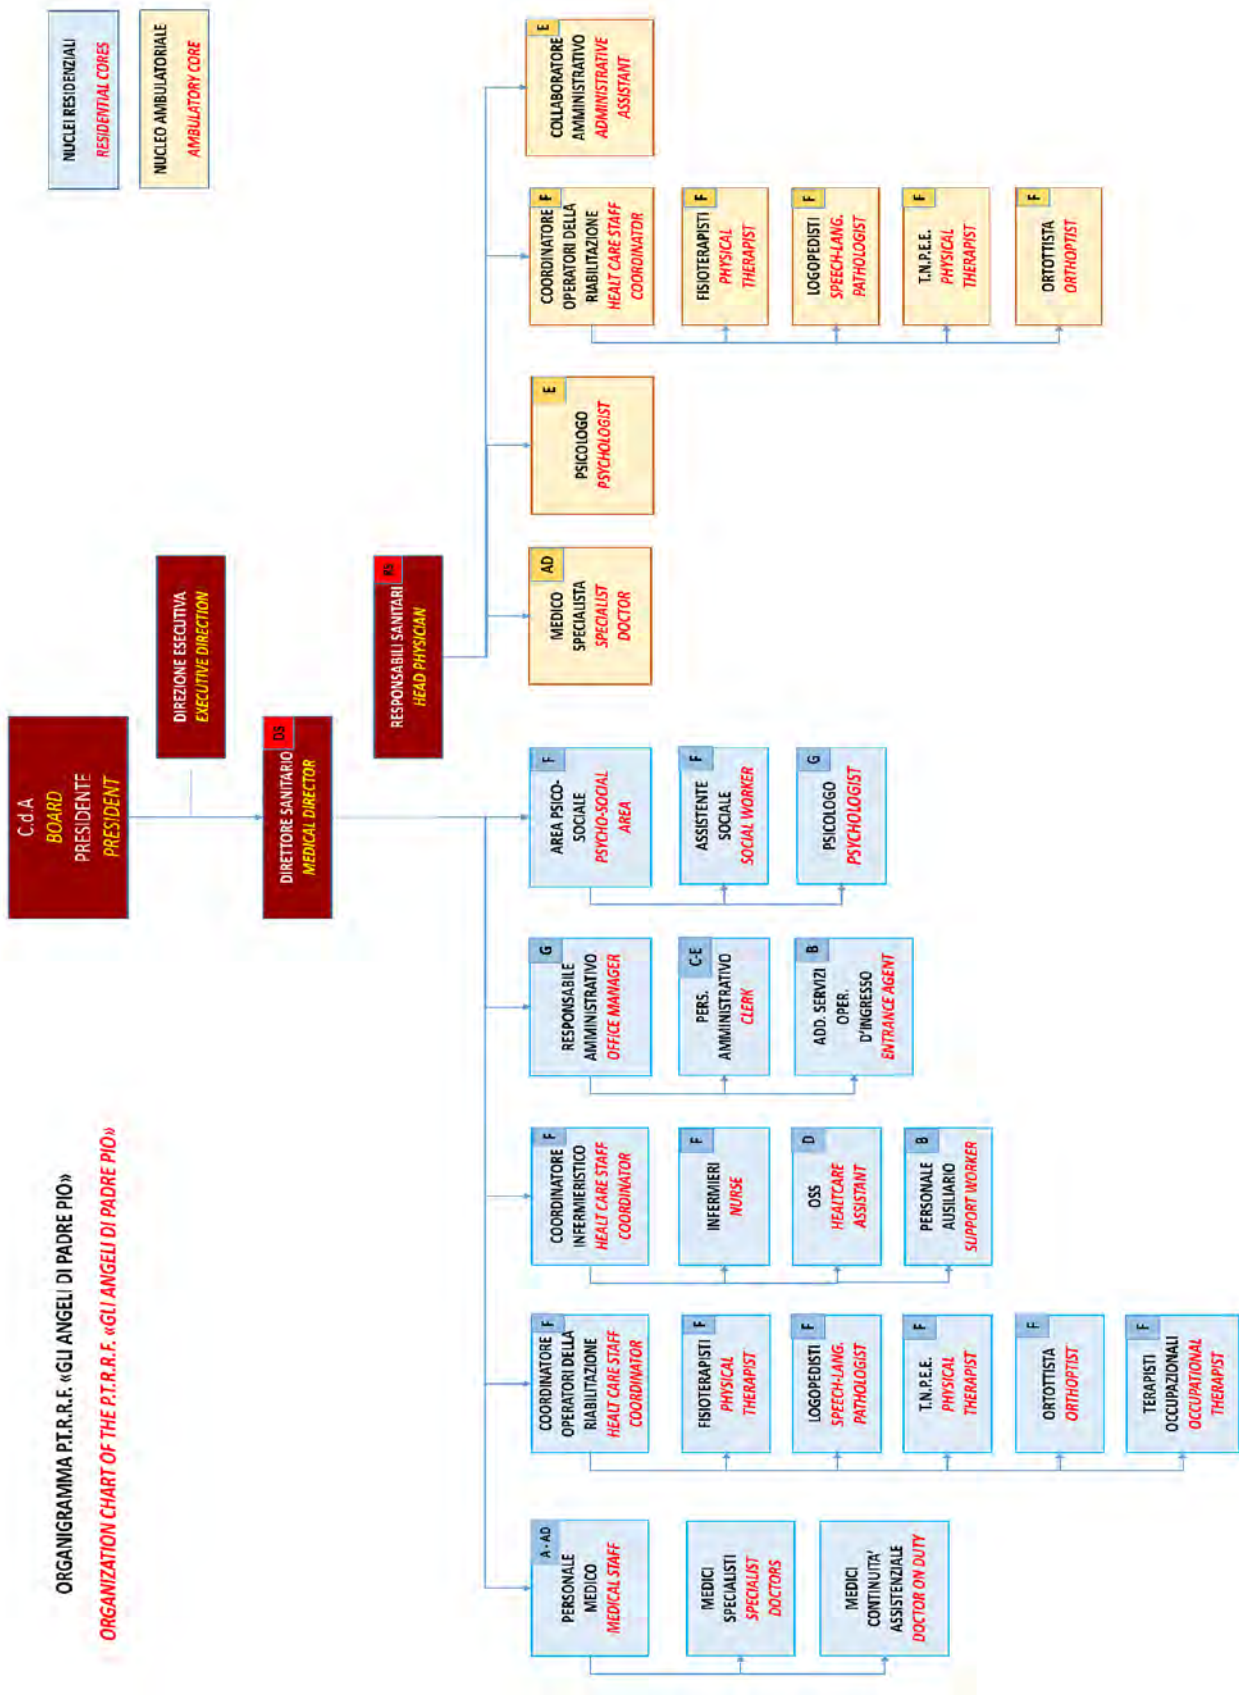 ORGANIGRAMMA P.T.R.R.F. «GLI ANGELI DI PADRE PIO»
ORGANIZATION CHART OF THE P.T.R.R.F. «GLI ANGELI DI PADRE PIO»
C.d.A
BOARD
PRESIDENTE
PRESIDENT
NUCLEI RESIDENZIALI
RESIDENTIAL CORES
NUCLEO AMBULATORIALE
AMBULATORY CORE
DIREZIONE ESECUTIVA
EXECUTIVE DIRECTION
DS
DIRETTORE SANITARIO
MEDICAL DIRECTOR
RS
RESPONSABILI SANITARI
HEAD PHYSICIAN
A - AD
PERSONALE
MEDICO
MEDICAL STAFF
MEDICI
SPECIALISTI
SPECIALIST
DOCTORS
MEDICI
CONTINUITA'
ASSISTENZIALE
DOCTOR ON DUTY
F
COORDINATORE
OPERATORI DELLA
RIABILITAZIONE
HEALT CARE STAFF
COORDINATOR
F
FISIOTERAPISTI
PHYSICAL
THERAPIST
F
LOGOPEDISTI
SPEECH-LANG.
PATHOLOGIST
F
T.N.P.E.E.
PHYSICAL
THERAPIST
F
ORTOTTISTA
ORTHOPTIST
F
TERAPISTI
OCCUPAZIONALI
OCCUPATIONAL
THERAPIST
F
COORDINATORE
INFERMIERISTICO
HEALT CARE STAFF
COORDINATOR
F
INFERMIERI
NURSE
D
OSS
HEALTCARE
ASSISTANT
B
PERSONALE
AUSILIARIO
SUPPORT WORKER
G
RESPONSABILE
AMMINISTRATIVO
OFFICE MANAGER
C-E
PERS.
AMMINISTRATIVO
CLERK
B
ADD. SERVIZI
OPER.
D'INGRESSO
ENTRANCE AGENT
F
AREA PSICO-
SOCIALE
PSYCHO-SOCIAL
AREA
F
ASSISTENTE
SOCIALE
SOCIAL WORKER
G
PSICOLOGO
PSYCHOLOGIST
AD
MEDICO
SPECIALISTA
SPECIALIST
DOCTOR
E
PSICOLOGO
PSYCHOLOGIST
F
COORDINATORE
OPERATORI DELLA
RIABILITAZIONE
HEALT CARE STAFF
COORDINATOR
F
FISIOTERAPISTI
PHYSICAL
THERAPIST
F
LOGOPEDISTI
SPEECH-LANG.
PATHOLOGIST
F
T.N.P.E.E.
PHYSICAL
THERAPIST
F
ORTOTTISTA
ORTHOPTIST
E
COLLABORATORE
AMMINISTRATIVO
ADMINISTRATIVE
ASSISTANT